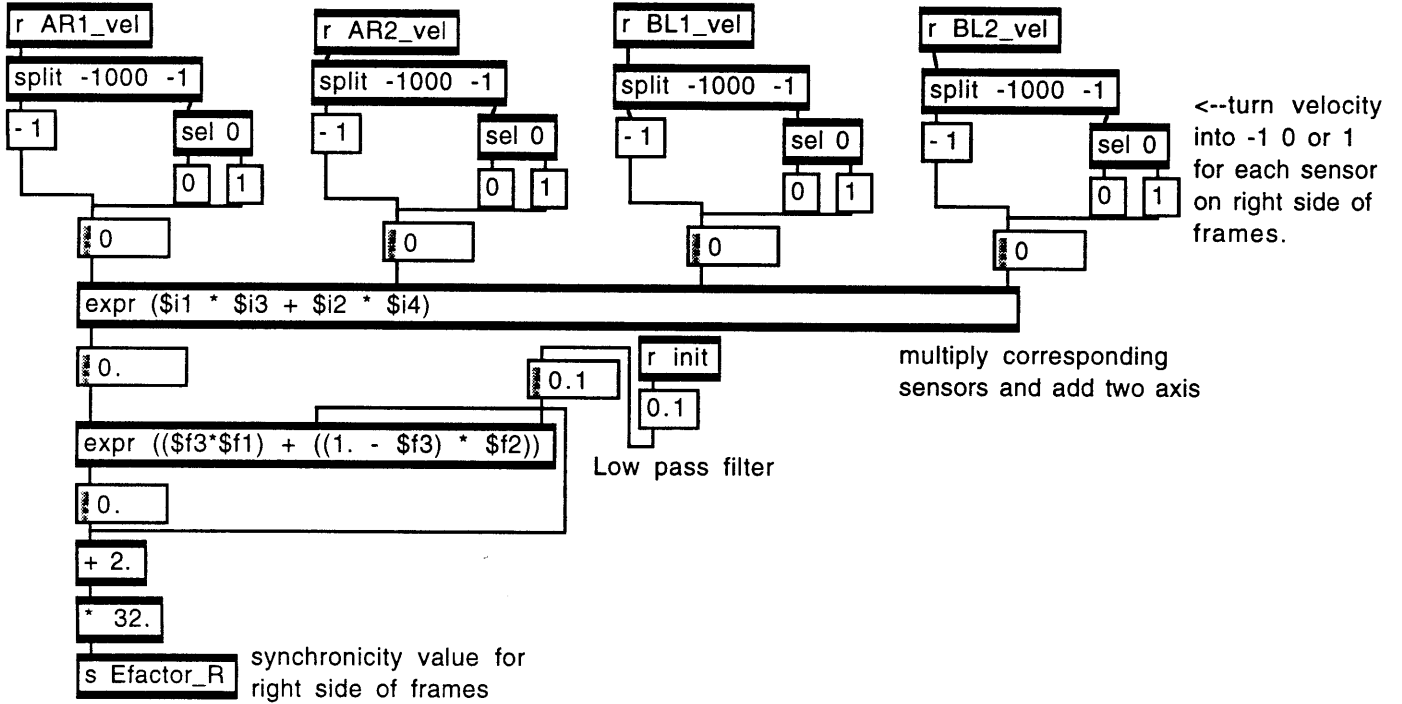 r AR1_vel
r AR2_vel
r BL1_vel
r BL2_vel
split -1000 -1
split -1000 -1
split -1000 -1
split -1000 -1
- 1
sel 0
- 1
sel 0
- 1
sel 0
- 1
sel 0
0
1
0
1
0
1
0
1
<--turn velocity
into -1 0 or 1
for each sensor
on right side of
frames.
0
0
0
0
expr ($i1 * $i3 + $i2 * $i4)
multiply corresponding
sensors and add two axis
0.
0.1
r init
0.1
expr (($f3*$f1) + ((1. - $f3) * $f2))
Low pass filter
0.
+ 2.
* 32.
s Efactor_R
synchronicity value for
right side of frames